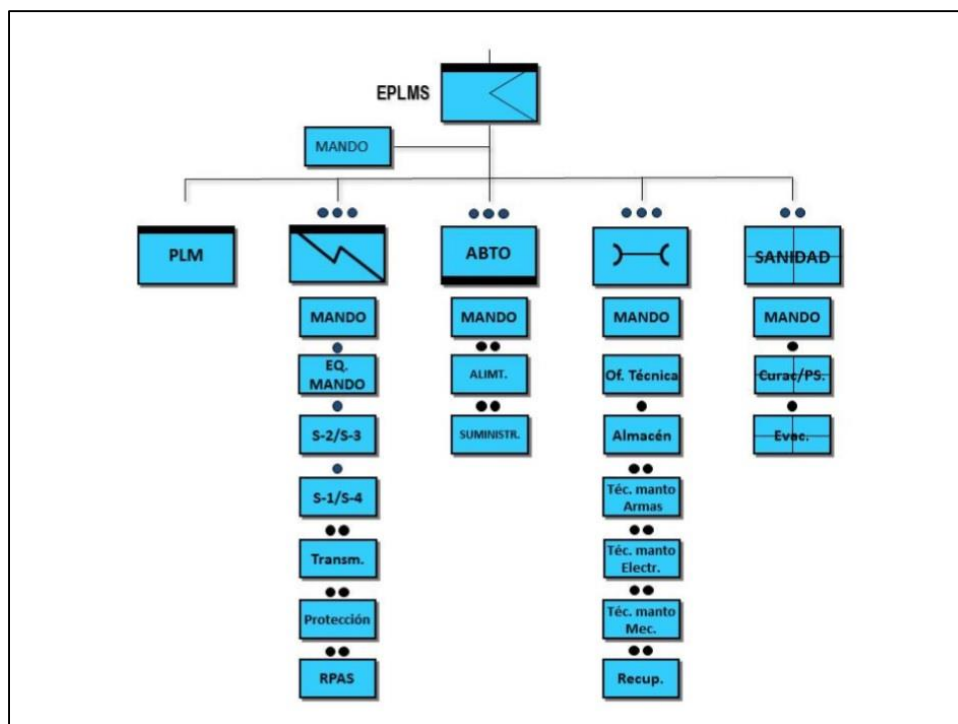 EPLMS
MANDO
PLM
ABTO
SANIDAD
MANDO
MANDO
MANDO
MANDO
EQ.
MANDO
ALIMT.
Of. Técnica
Curac/PS.
S-2/S-3
SUMINISTR.
Almacén
Evac.
S-1/S-4
Téc. manto
Armas
Transm.
Téc. manto
Electr.
Protección
Téc. manto
Mec.
RPAS
Recup.